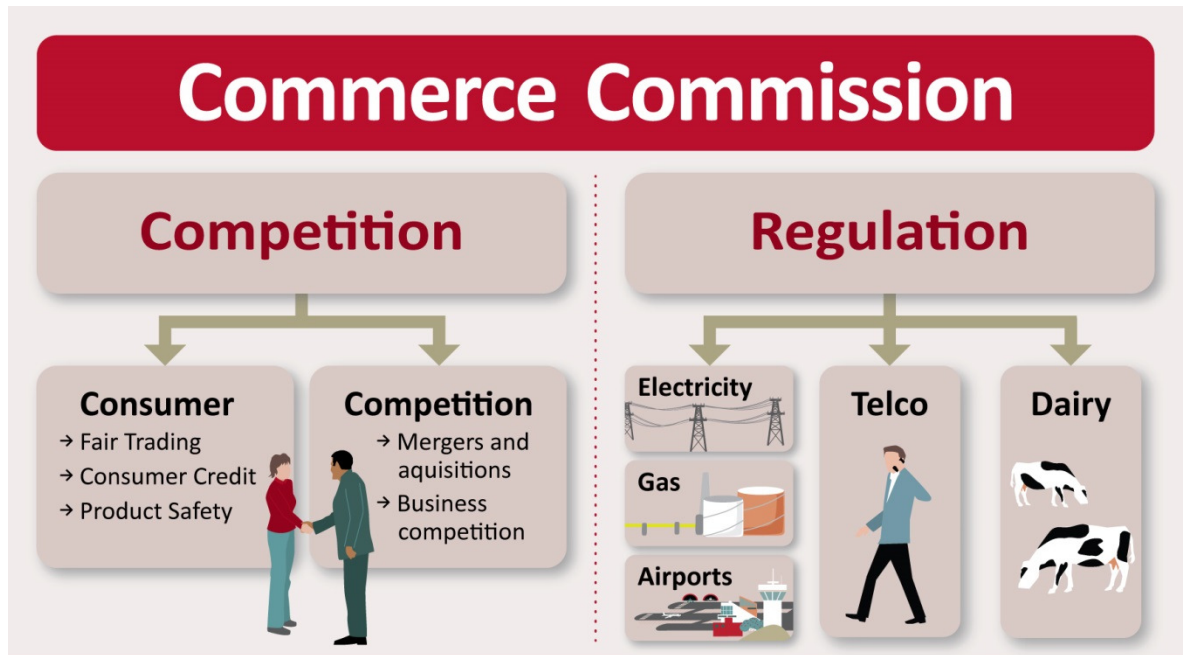 Commerce Commission
Competition
Regulation
Consumer
→ Fair Trading
→ Consumer Credit
→ Product Safety
Competition
→ Mergers and
aquisitions
→ Business
competition
Electricity
Gas
Airports
Telco
Dairy